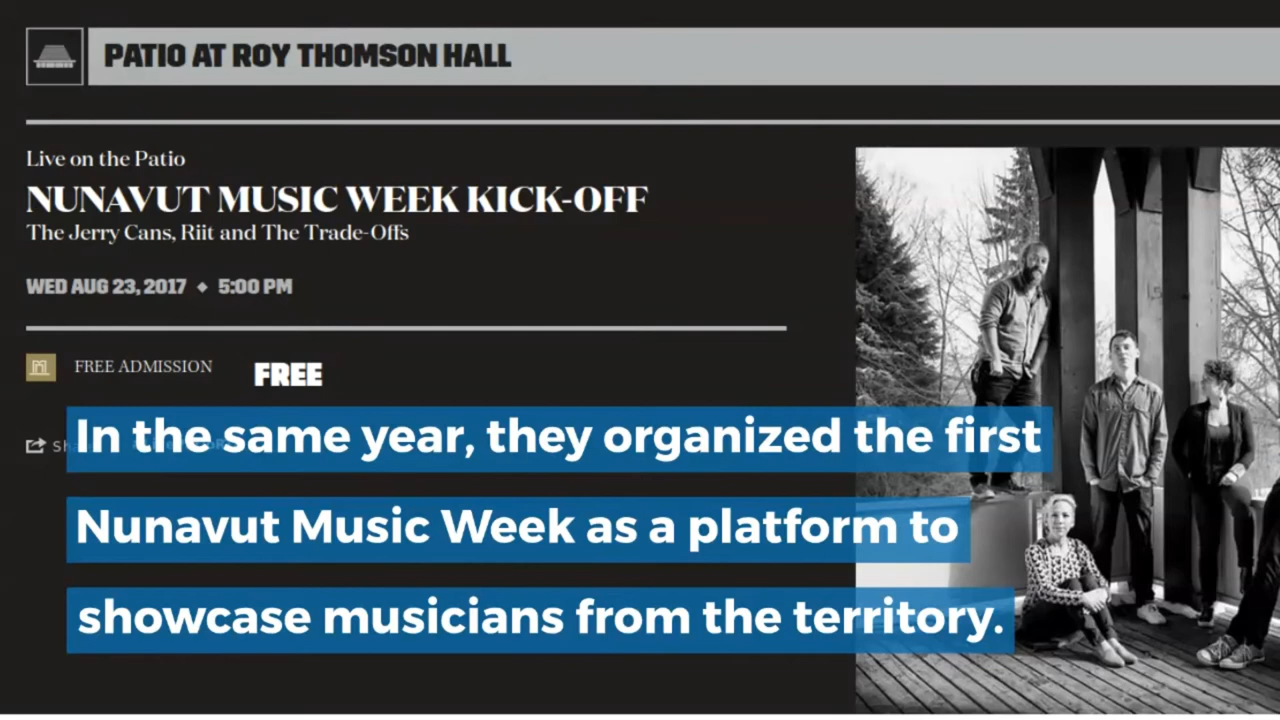 PATIO AT ROY THOMSON HALL
Live on the Patio
NUNAVUT MUSIC WEEK KICK-OFF
The Jerry Cans, Riit and The Trade-Offs
WED AUG 23, 2017 ◆ 5:00 PM
FREE ADMISSION FREE
In the same year, they organized the first
Nunavut Music Week as a platform to
showcase musicians from the territory.